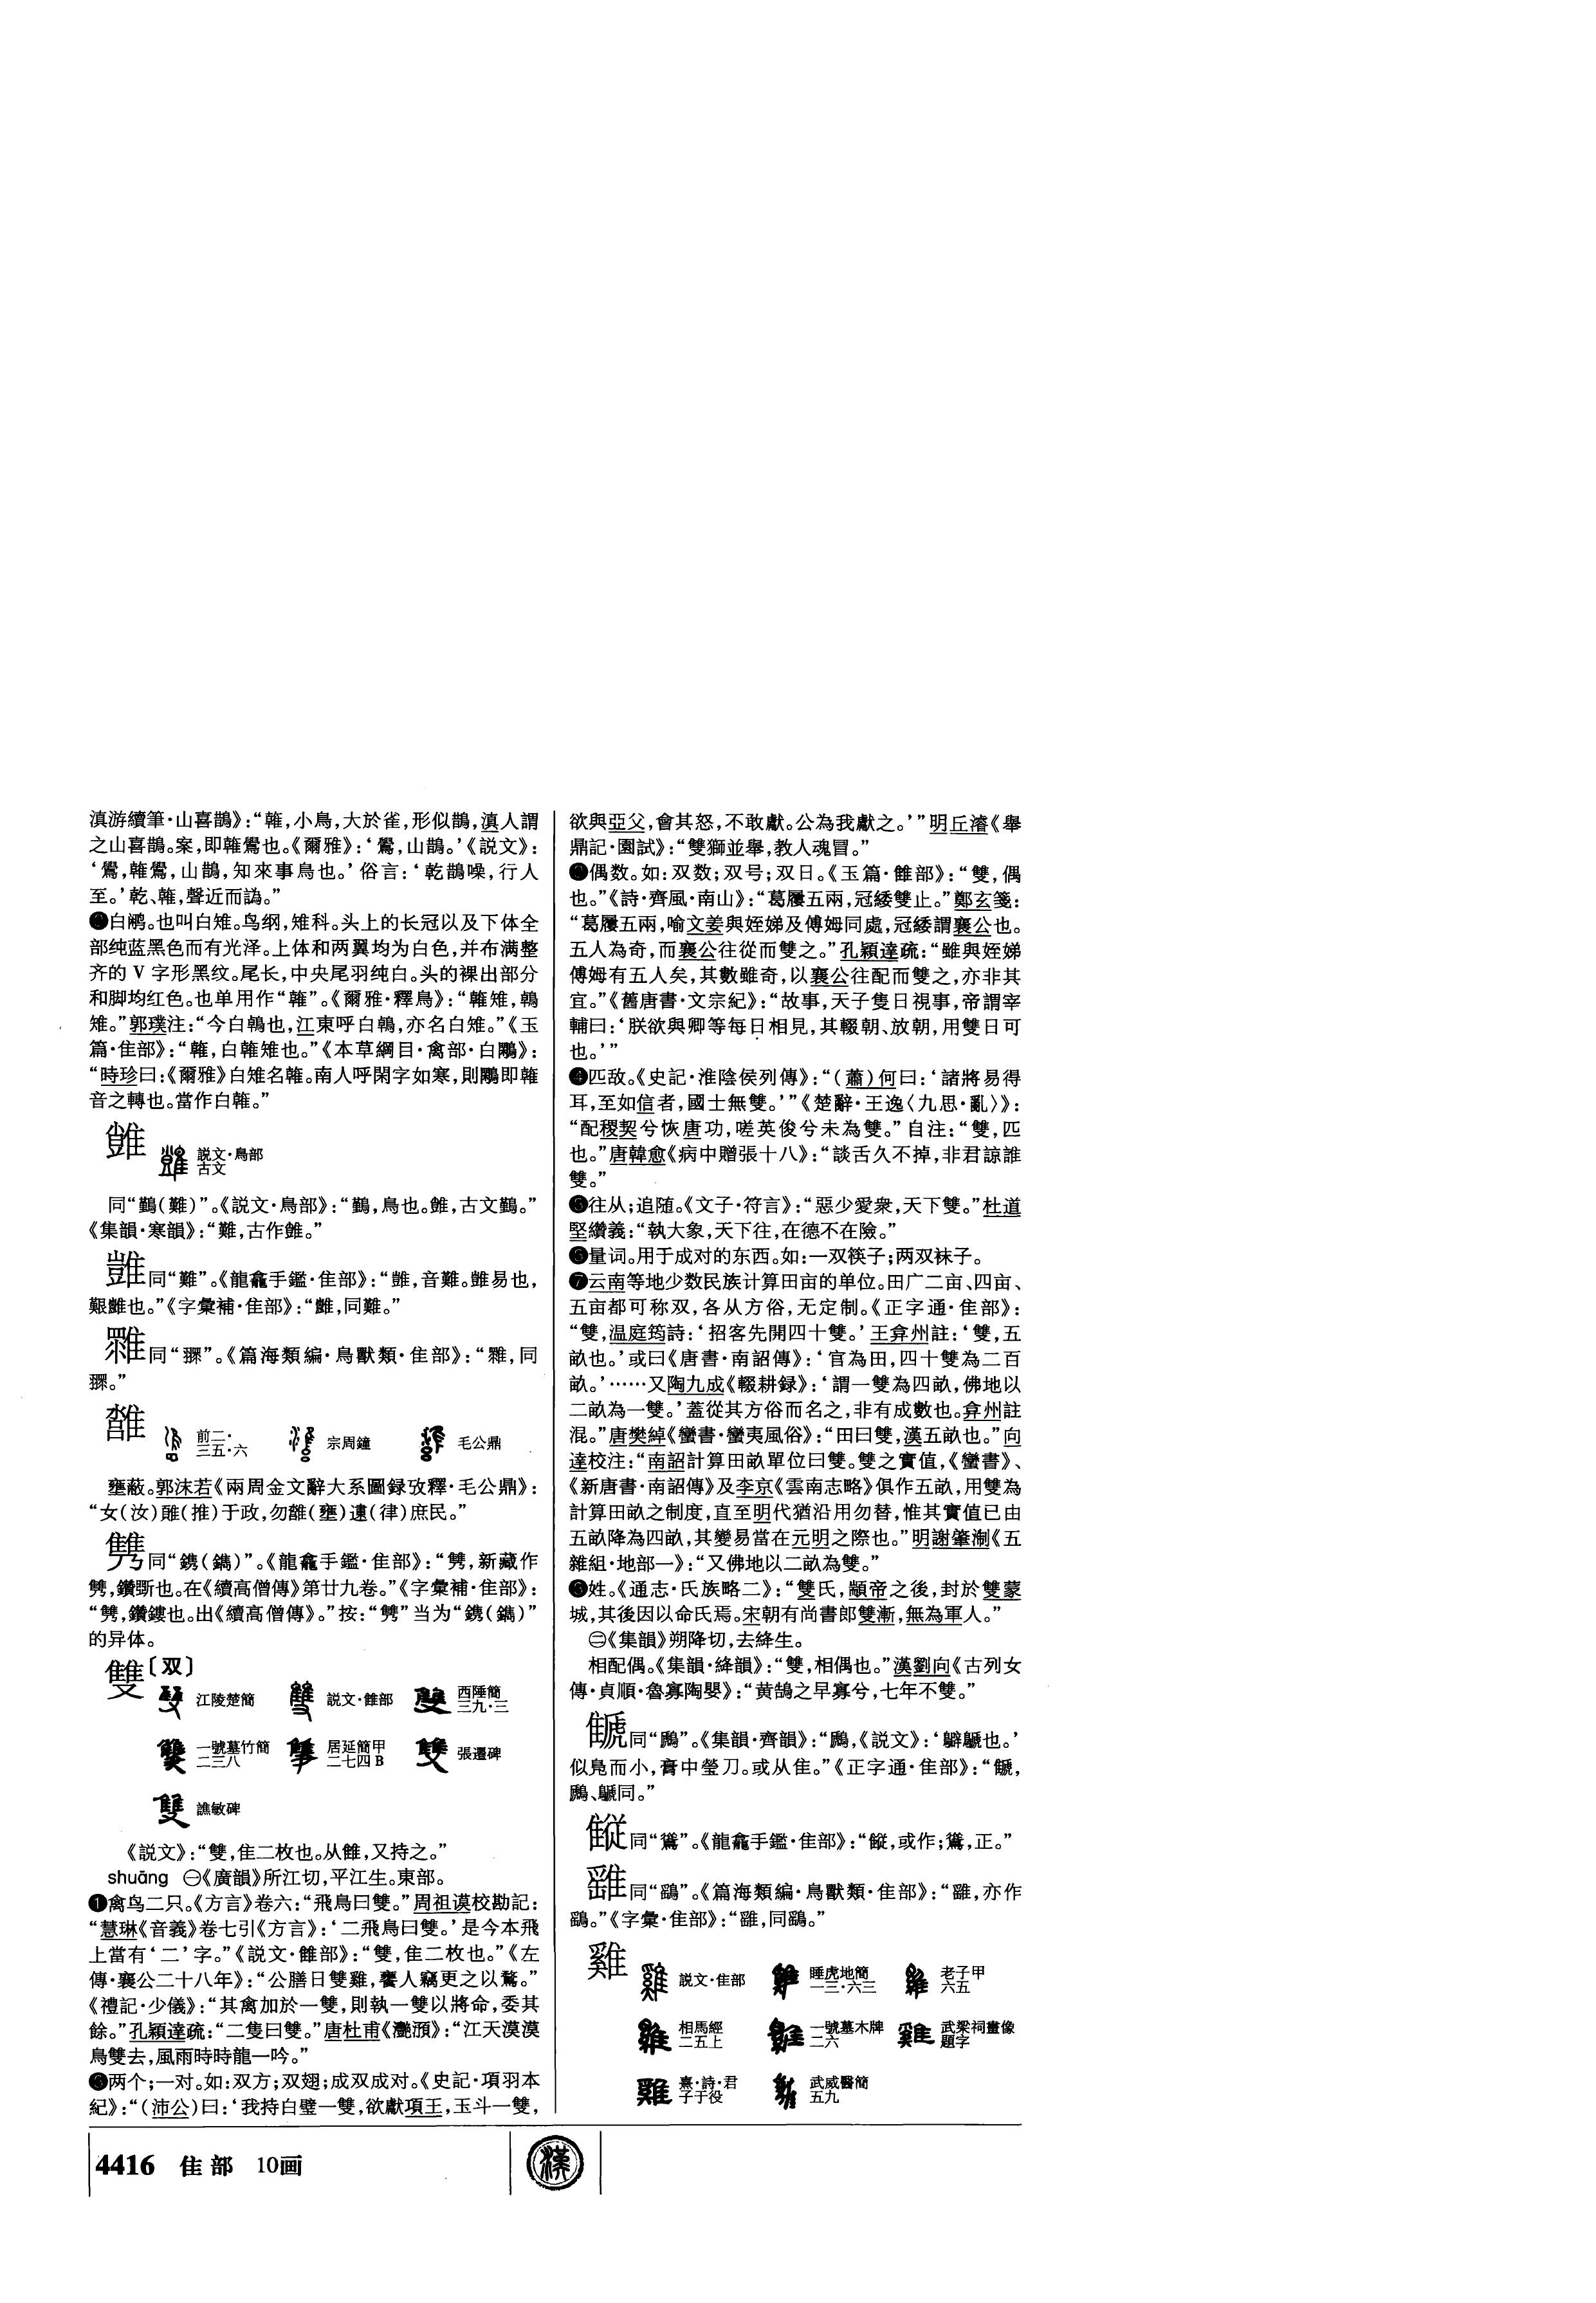 滇游續筆·山喜鵲》：“雗，小鳥，大於雀，形似鵲，滇人謂
之山喜鵲。案，即雗鷽也。《爾雅》：‘鷽，山鵲。’《説文》：
‘鷽，雗鷽，山鵲，知來事鳥也。’俗言：‘乾鵲噪，行人
至。’乾、雗，聲近而譌。”
❷白鹇。也叫白雉。鸟纲，雉科。头上的长冠以及下体全
部纯蓝黑色而有光泽。上体和两翼均为白色，并布满整
齐的 V 字形黑纹。尾长，中央尾羽纯白。头的裸出部分
和脚均红色。也单用作“雗”。《爾雅·釋鳥》：“雗雉，鵫
雉。”郭璞注：“今白鵫也，江東呼白雗，亦名白雉。”《玉
篇·隹部》：“雗，白雗雉也。”《本草綱目·禽部·白鷴》：
“時珍曰：《爾雅》白雉名雗。南人呼閑字如寒，則鷴即雗
音之轉也。當作白雗。”
説文·鳥部
古文
同“鷬（難）”。《説文·鳥部》：“鷬，鳥也。，古文鷬。”
《集韻·寒韻》：“難，古作。”
同“難”。《龍龕手鑑·隹部》：“，音難。易也，
艱也。”《字彙補·隹部》：“，同難。”
同“”。《篇海類編·鳥獸類·隹部》：“，同
。”
前二·
三五·六
宗周鐘
毛公鼎
壅蔽。郭沫若《兩周金文辭大系圖録攷釋·毛公鼎》：
“女（汝）（推）于政，勿（壅）（律）庶民。”
同“鎸（鐫）”。《龍龕手鑑·隹部》：“，新藏作
，鑽斲也。在《續高僧傳》第廿九卷。”《字彙補·隹部》：
“，鑽鏤也。出《續高僧傳》。”按：“”当为“鎸（鐫）”
的异体。
雙〔双〕
江陵楚簡
説文·雔部
西陲簡
三九·三
一號墓竹簡
二三八
居延簡甲
二七四B
張遷碑
譙敏碑
《説文》：“雙，隹二枚也。从雔，又持之。”
shuāng ㊀《廣韻》所江切，平江生。東部。
❶禽鸟二只。《方言》卷六：“飛鳥曰雙。”周祖谟校勘記：
“慧琳《音義》卷七引《方言》：‘二飛鳥曰雙。’是今本飛
上當有‘二’字。”《説文·雔部》：“雙，隹二枚也。”《左
傳·襄公二十八年》：“公膳日雙雞，饔人竊更之以鶩。”
《禮記·少儀》：“其禽加於一雙，則執一雙以將命，委其
餘。”孔穎達疏：“二隻曰雙。”唐杜甫《灧澦》：“江天漠漠
鳥雙去，風雨時時龍一吟。”
❷两个；一对。如：双方；双翅；成双成对。《史記·項羽本
紀》：“（沛公）曰：‘我持白璧一雙，欲獻項王，玉斗一雙，
欲與亞父，會其怒，不敢獻。公為我獻之。’”明丘濬《舉
鼎記·園試》：“雙獅並舉，教人魂冒。”
❸偶数。如：双数；双号；双日。《玉篇·雔部》：“雙，偶
也。”《詩·齊風·南山》：“葛屨五兩，冠緌雙止。”鄭玄箋：
“葛屨五兩，喻文姜與姪娣及傅姆同處，冠緌謂襄公也。
五人為奇，而襄公往從而雙之。”孔穎達疏：“雖與姪娣
傅姆有五人矣，其數雖奇，以襄公往配而雙之，亦非其
宜。”《舊唐書·文宗紀》：“故事，天子隻日視事，帝謂宰
輔曰：‘朕欲與卿等每日相見，其輟朝、放朝，用雙日可
也。’”
❹匹敌。《史記·淮陰侯列傳》：“（蕭）何曰：‘諸將易得
耳，至如信者，國士無雙。’”《楚辭·王逸〈九思·亂〉》：
“配稷契兮恢唐功，嗟英俊兮未為雙。”自注：“雙，匹
也。”唐韓愈《病中贈張十八》：“談舌久不掉，非君諒誰
雙。”
❺往从；追随。《文子·符言》：“惡少愛衆，天下雙。”杜道
堅纘義：“執大象，天下往，在德不在險。”
❻量词。用于成对的东西。如：一双筷子；两双袜子。
❼云南等地少数民族计算田亩的单位。田广二亩、四亩、
五亩都可称双，各从方俗，无定制。《正字通·隹部》：
“雙，温庭筠詩：‘招客先開四十雙。’王弇州註：‘雙，五
畝也。’或曰《唐書·南詔傳》：‘官為田，四十雙為二百
畝。’……又陶九成《輟耕録》：‘謂一雙為四畝，佛地以
二畝為一雙。’蓋從其方俗而名之，非有成數也。弇州註
混。”唐樊綽《蠻書·蠻夷風俗》：“田曰雙，漢五畝也。”向
達校注：“南詔計算田畝單位曰雙。雙之實值，《蠻書》、
《新唐書·南詔傳》及李京《雲南志略》俱作五畝，用雙為
計算田畝之制度，直至明代猶沿用勿替，惟其實值已由
五畝降為四畝，其變易當在元明之際也。”明謝肇淛《五
雜組·地部一》：“又佛地以二畝為雙。”
❽姓。《通志·氏族略二》：“雙氏，顓帝之後，封於雙蒙
城，其後因以命氏焉。宋朝有尚書郎雙漸，無為軍人。”
㊁《集韻》朔降切，去絳生。
相配偶。《集韻·絳韻》：“雙，相偶也。”漢劉向《古列女
傳·貞順·魯寡陶嬰》：“黄鵠之早寡兮，七年不雙。”
同“鷉”。《集韻·齊韻》：“鷉，《説文》：‘鷿鷉也。’
似鳧而小，膏中瑩刀。或从隹。”《正字通·隹部》：“，
鷉、同。”
同“”。《龍龕手鑑·隹部》：“，或作；，正。”
同“鷂”。《篇海類編·鳥獸類·隹部》：“，亦作
鷂。”《字彙·隹部》：“，同鷂。”
雞
説文·隹部
睡虎地簡
一三·六三
老子甲
六五
相馬經
二五上
一號墓木牌
二六
武梁祠畫像
題字
熹·詩·君
子于役
武威醫簡
五九
4416 隹部 10画
漢